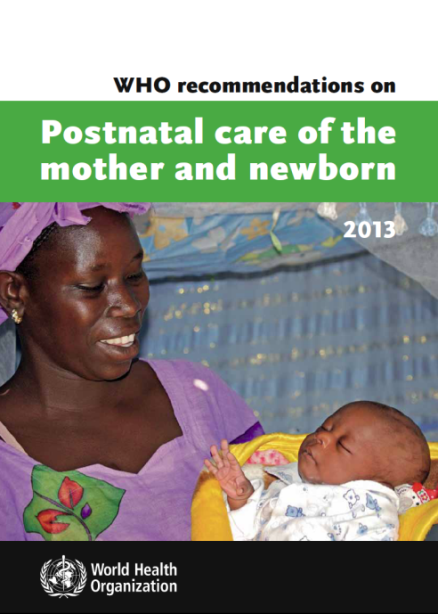 WHO recommendations on
Postnatal care of the
mother and newborn
2013
World Health
Organization